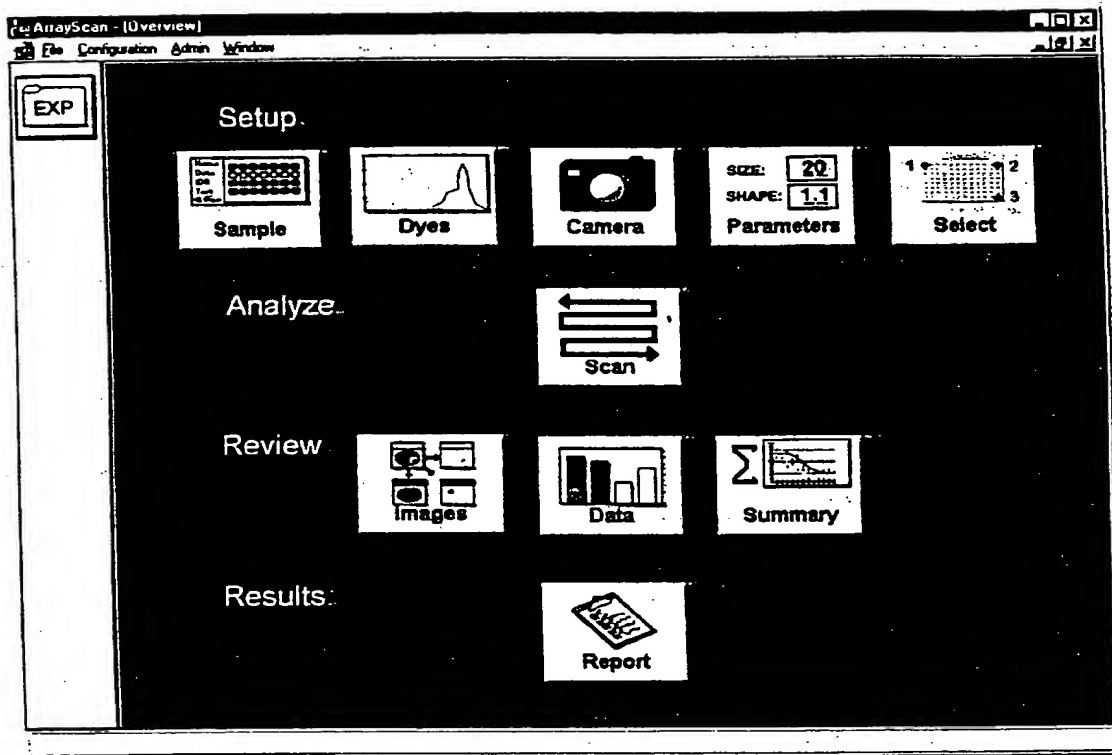 ArrayScan - [Overview]
File Configuration Admin Window
EXP
Setup
SIZE: 20
SHAPE: 1.1
1 2
3
Sample Dyes Camera Parameters Select
Analyze
Scan
Review
Images Data Summary
Results:
Report